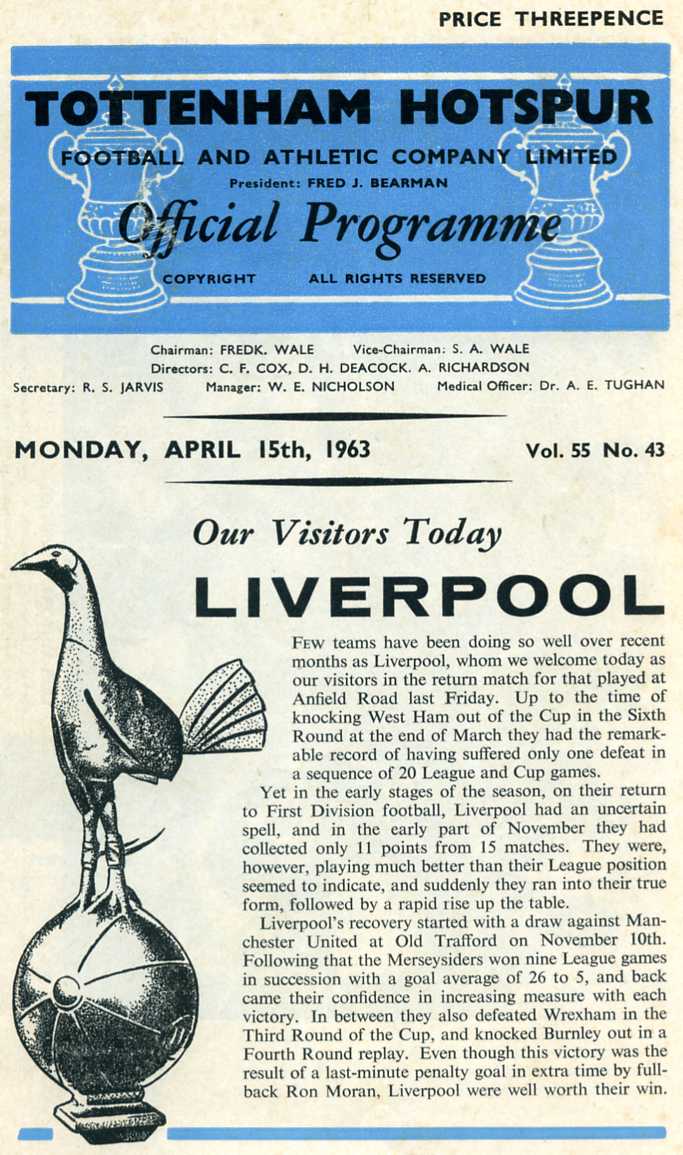 PRICE THREEPENCE
TOTTENHAM HOTSPUR
FOOTBALL AND ATHLETIC COMPANY LIMITED
President: FRED J. BEARMAN
Official Programme
COPYRIGHT ALL RIGHTS RESERVED
Chairman: FREDK. WALE Vice-Chairman: S. A. WALE
Directors: C. F. COX, D. H. DEACOCK. A. RICHARDSON
Secretary: R. S. JARVIS Manager: W. E. NICHOLSON Medical Officer: Dr. A. E. TUGHAN
MONDAY, APRIL 15th, 1963 Vol. 55 No. 43
Our Visitors Today
LIVERPOOL
FEW teams have been doing so well over recent
months as Liverpool, whom we welcome today as
our visitors in the return match for that played at
Anfield Road last Friday. Up to the time of
knocking West Ham out of the Cup in the Sixth
Round at the end of March they had the remark-
able record of having suffered only one defeat in
a sequence of 20 League and Cup games.
Yet in the early stages of the season, on their return
to First Division football, Liverpool had an uncertain
spell, and in the early part of November they had
collected only 11 points from 15 matches. They were,
however, playing much better than their League position
seemed to indicate, and suddenly they ran into their true
form, followed by a rapid rise up the table.
Liverpool's recovery started with a draw against Man-
chester United at Old Trafford on November 10th.
Following that the Merseysiders won nine League games
in succession with a goal average of 26 to 5, and back
came their confidence in increasing measure with each
victory. In between they also defeated Wrexham in the
Third Round of the Cup, and knocked Burnley out in a
Fourth Round replay. Even though this victory was the
result of a last-minute penalty goal in extra time by full-
back Ron Moran, Liverpool were well worth their win.